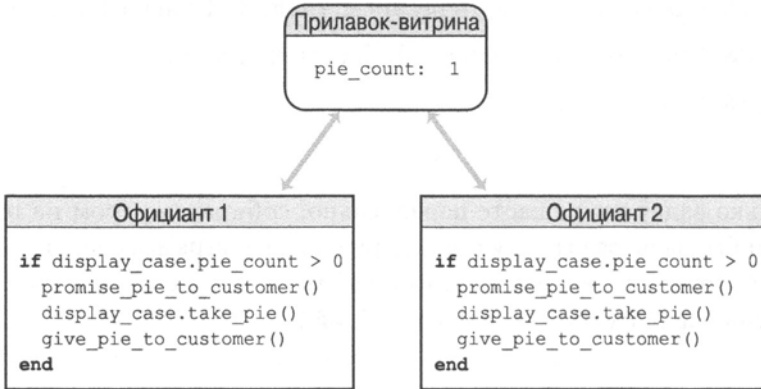 Прилавок-витрина
pie_count: 1
Официант 1
if display_case.pie_count > 0
promise_pie_to_customer()
display_case.take_pie()
give_pie_to_customer()
end
Официант 2
if display_case.pie_count > 0
promise_pie_to_customer()
display_case.take_pie()
give_pie_to_customer()
end